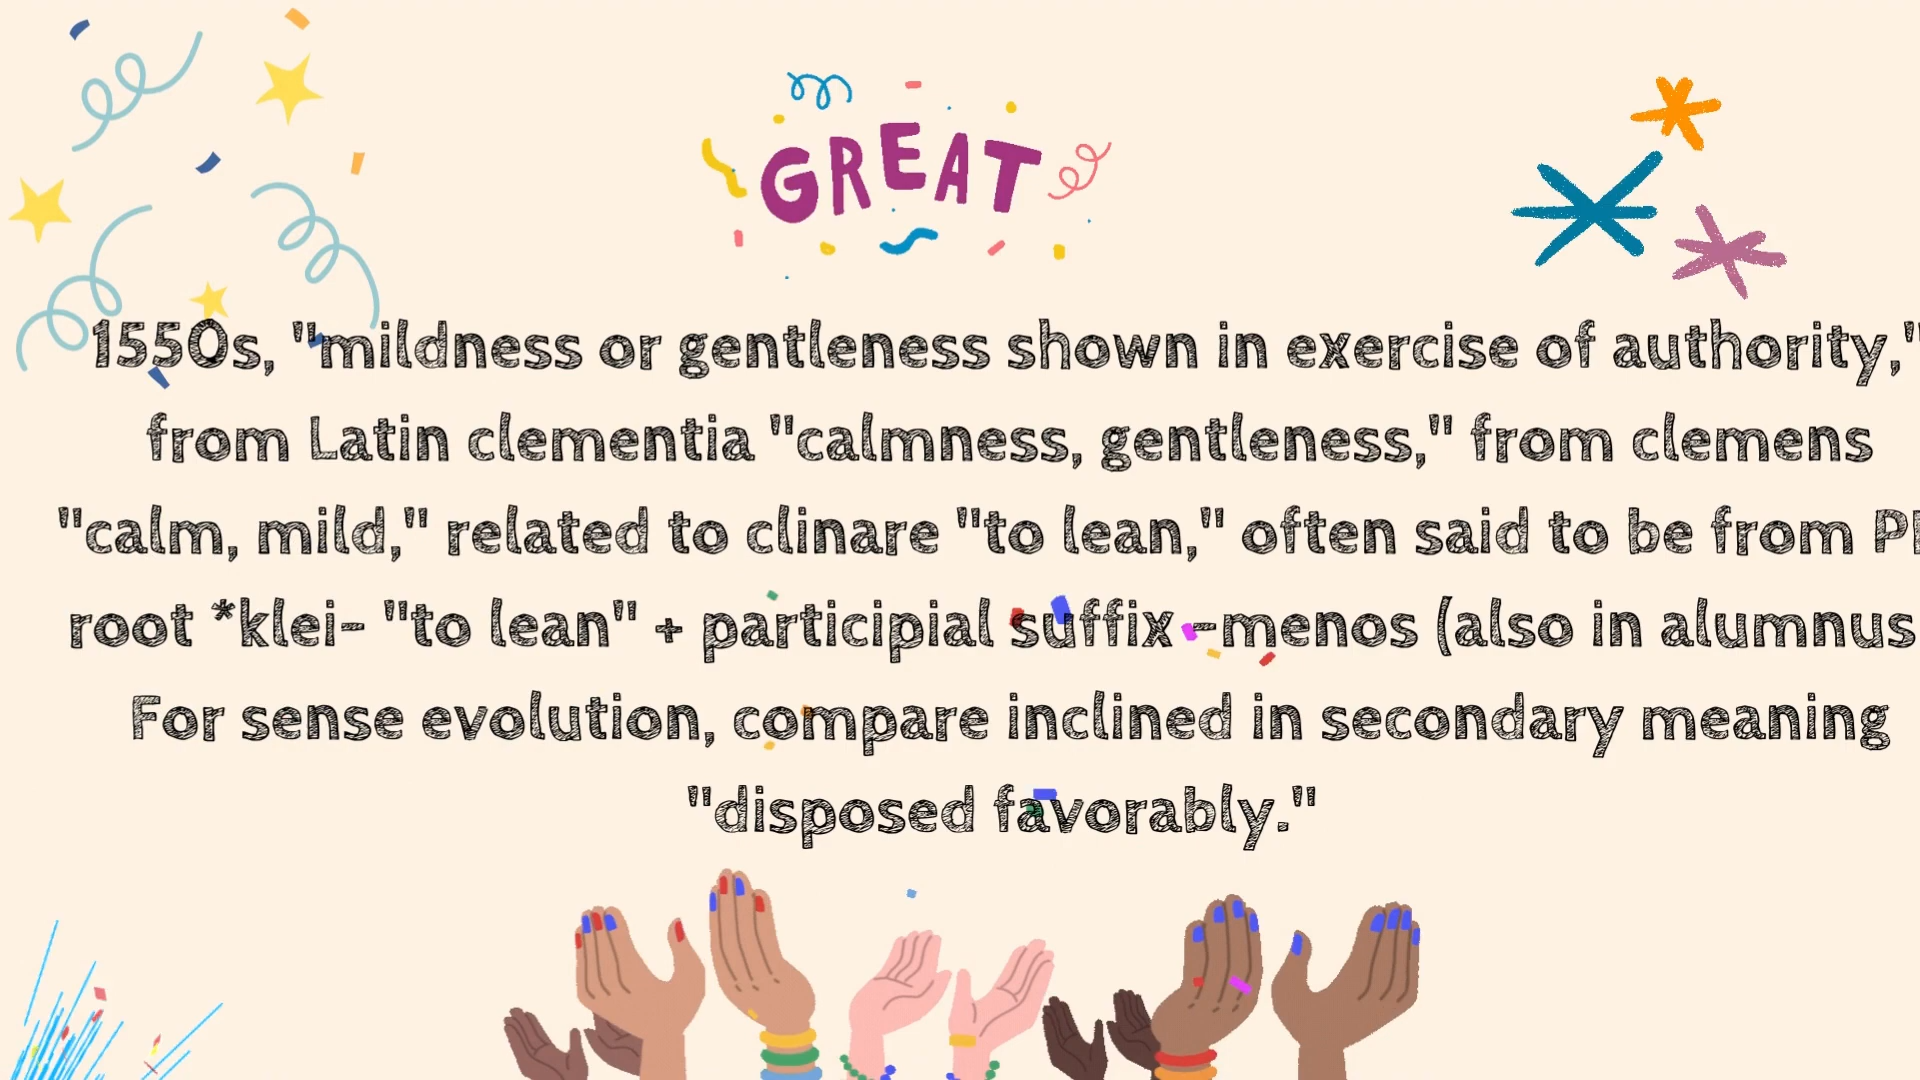 GREAT
1550s, "mildness or gentleness shown in exercise of authority,"
from Latin clementia "calmness, gentleness," from clemens
"calm, mild," related to clinare "to lean," often said to be from
root *klei- "to lean" + participial suffix -menos (also in alumnus
For sense evolution, compare inclined in secondary meaning
"disposed favorably."